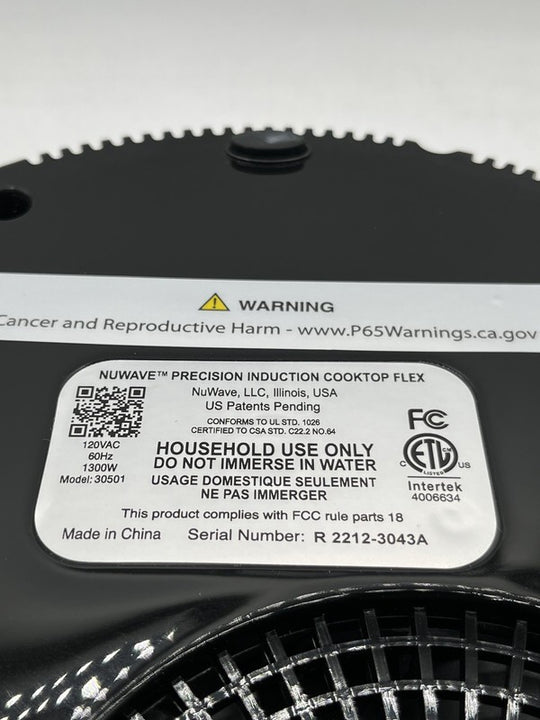 WARNING
Cancer and Reproductive Harm - www.P65Warnings.ca.gov
NUWAVE™ PRECISION INDUCTION COOKTOP FLEX
NuWave, LLC, Illinois, USA
US Patents Pending
CONFORMS TO UL STD. 1026
CERTIFIED TO CSA STD. C22.2 NO.64
120VAC
60Hz
1300W
Model: 30501
HOUSEHOLD USE ONLY
DO NOT IMMERSE IN WATER
USAGE DOMESTIQUE SEULEMENT
NE PAS IMMERGER
FC
C ETL CM US
LISTED
Intertek
4006634
This product complies with FCC rule parts 18
Made in China Serial Number: R 2212-3043A